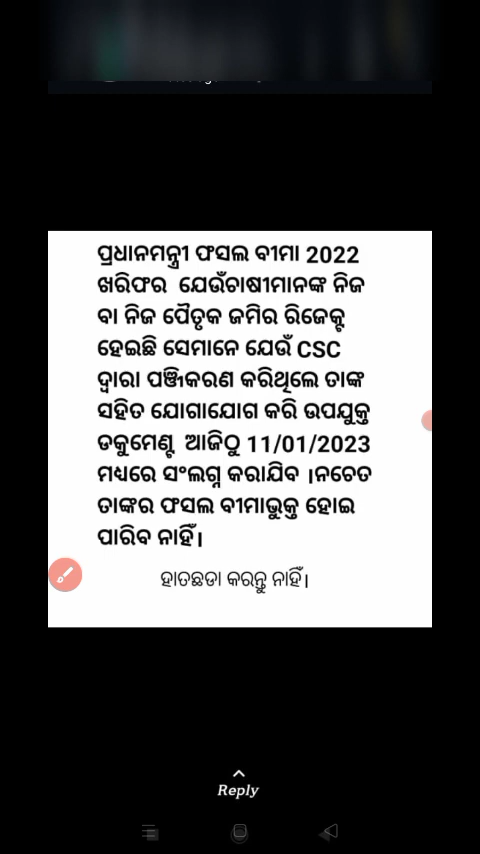 ପ୍ରଧାନମନ୍ତ୍ରୀ ଫସଲ ବୀମା 2022
ଖରିଫର ଯେଉଁଚାଷୀମାନଙ୍କ ନିଜ
ବା ନିଜ ପୈତୃକ ଜମିର ରିଜେକ୍ଟ
ହେଇଛି ସେମାନେ ଯେଉଁ CSC
ଦ୍ୱାରା ପଞ୍ଜିକରଣ କରିଥିଲେ ତାଙ୍କ
ସହିତ ଯୋଗାଯୋଗ କରି ଉପଯୁକ୍ତ
ଡକୁମେଣ୍ଟ ଆଜିଠୁ 11/01/2023
ମଧ୍ୟରେ ସଂଲଗ୍ନ କରାଯିବ ।ନଚେତ
ତାଙ୍କର ଫସଲ ବୀମାଭୁକ୍ତ ହୋଇ
ପାରିବ ନାହିଁ।
ହାତଛଡା କରନ୍ତୁ ନାହିଁ।
Reply